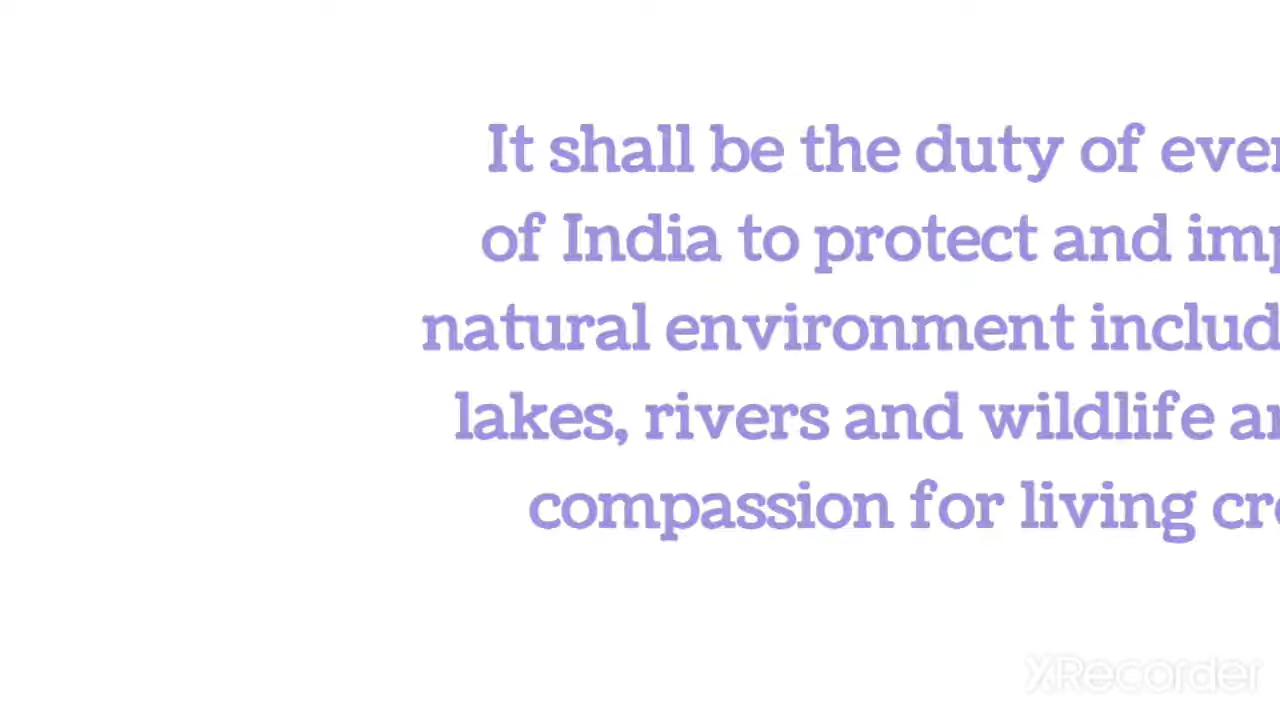 It shall be the duty of ever
of India to protect and imp
natural environment includ
lakes, rivers and wildlife an
compassion for living cre
XRecorder